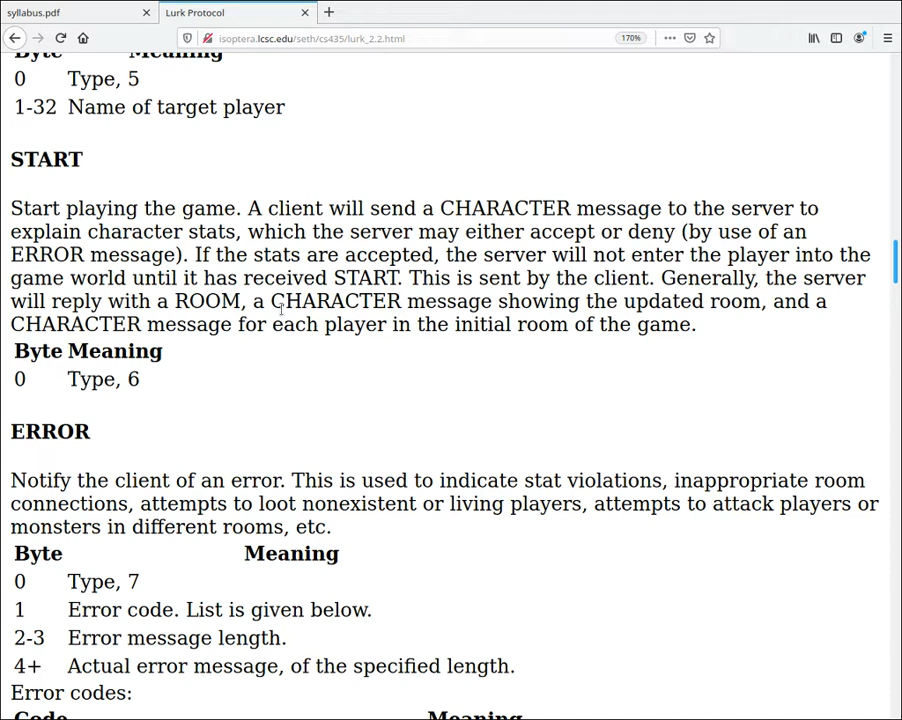 syllabus.pdf
Lurk Protocol
isoptera.lcsc.edu/seth/cs435/lurk_2.2.html
170%
Byte Meaning
0 Type, 5
1-32 Name of target player
START
Start playing the game. A client will send a CHARACTER message to the server to
explain character stats, which the server may either accept or deny (by use of an
ERROR message). If the stats are accepted, the server will not enter the player into the
game world until it has received START. This is sent by the client. Generally, the server
will reply with a ROOM, a CHARACTER message showing the updated room, and a
CHARACTER message for each player in the initial room of the game.
Byte Meaning
0 Type, 6
ERROR
Notify the client of an error. This is used to indicate stat violations, inappropriate room
connections, attempts to loot nonexistent or living players, attempts to attack players or
monsters in different rooms, etc.
Byte Meaning
0 Type, 7
1 Error code. List is given below.
2-3 Error message length.
4+ Actual error message, of the specified length.
Error codes:
Code Meaning